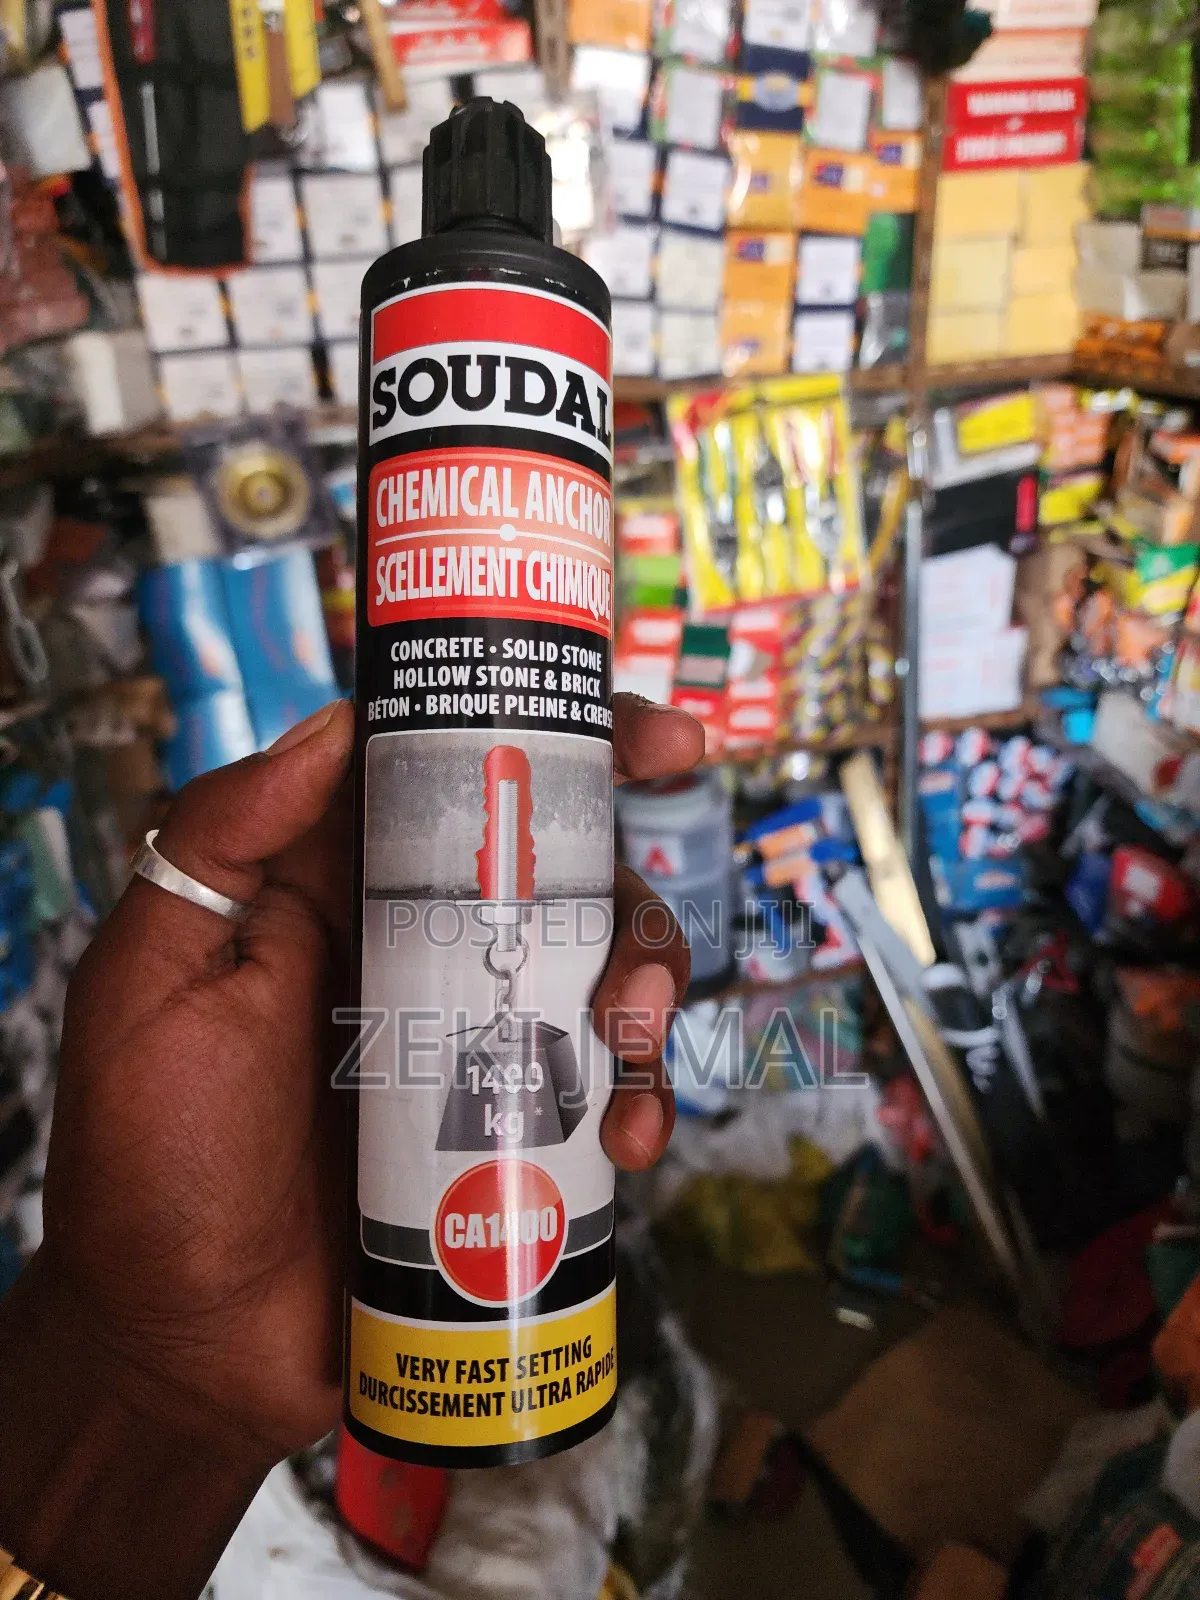 SOUDAL
CHEMICAL ANCHOR
SCELLEMENT CHIMIQUE
CONCRETE • SOLID STONE
HOLLOW STONE & BRICK
BÉTON • BRIQUE PLEINE & CREUSE
POSTED ON JIJI
ZEKI JEMAL
1400
kg *
CA1400
VERY FAST SETTING
DURCISSEMENT ULTRA RAPIDE
A